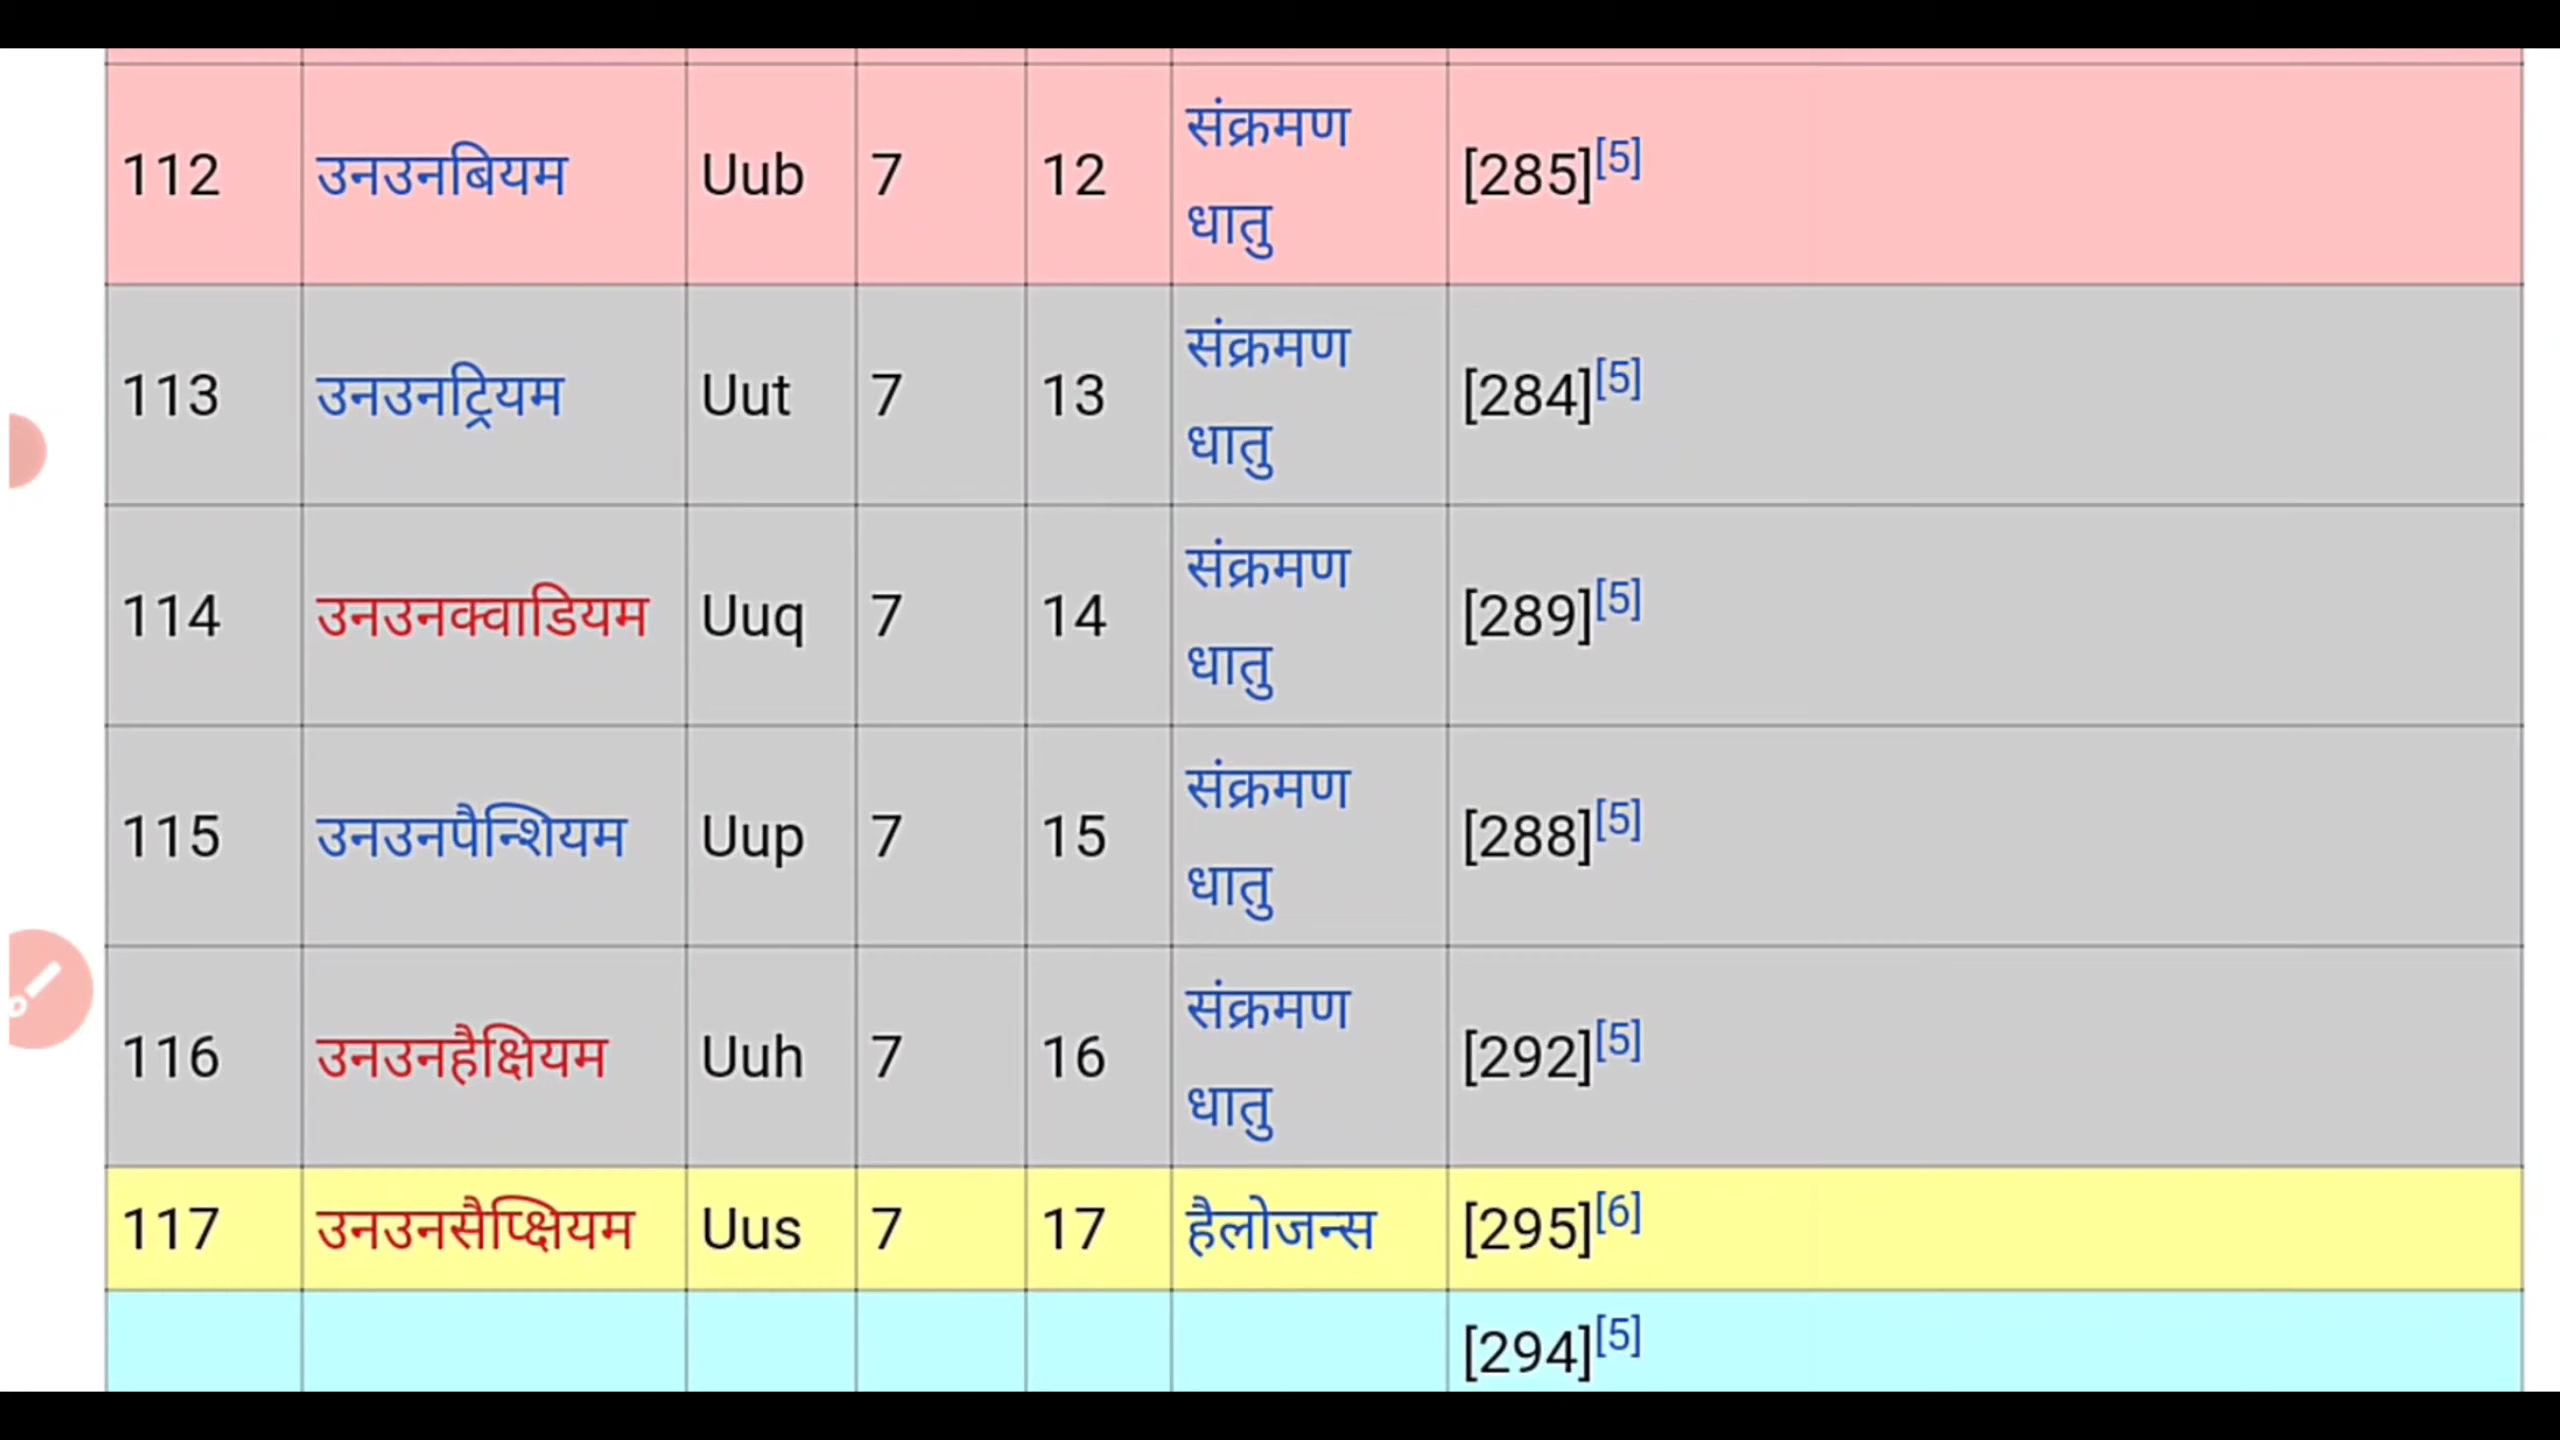 112 उनउनबियम Uub 7 12 संक्रमण धातु [285][5]
113 उनउनट्रियम Uut 7 13 संक्रमण धातु [284][5]
114 उनउनक्वाडियम Uuq 7 14 संक्रमण धातु [289][5]
115 उनउनपैन्शियम Uup 7 15 संक्रमण धातु [288][5]
116 उनउनहैक्षियम Uuh 7 16 संक्रमण धातु [292][5]
117 उनउनसैप्क्षियम Uus 7 17 हैलोजन्स [295][6]
[294][5]